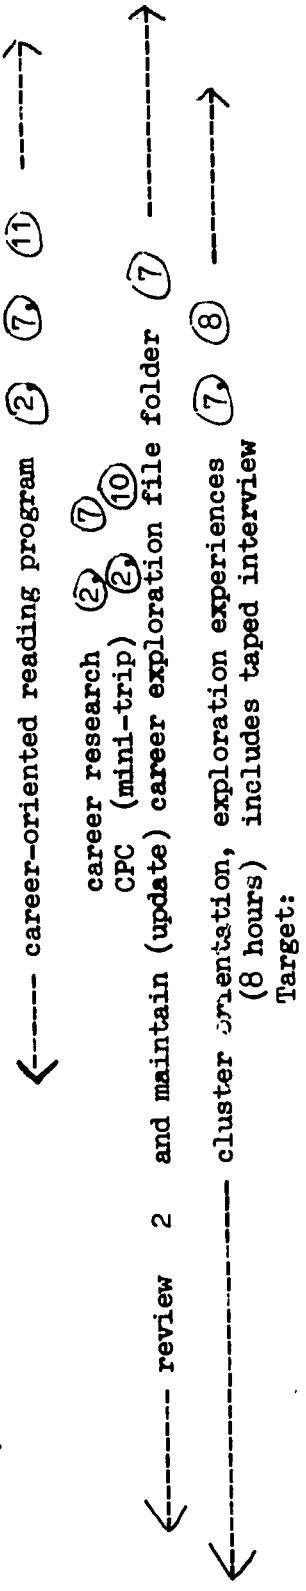 <------ career-oriented reading program (2,) (7,) (11) ------>
career research (2,) (7)
CPC (mini-trip) (2,) (10)
<------ review 2 and maintain (update) career exploration file folder (7) ------>
<------ cluster orientation, exploration experiences (7,) (8) ------>
(8 hours) includes taped interview
Target: